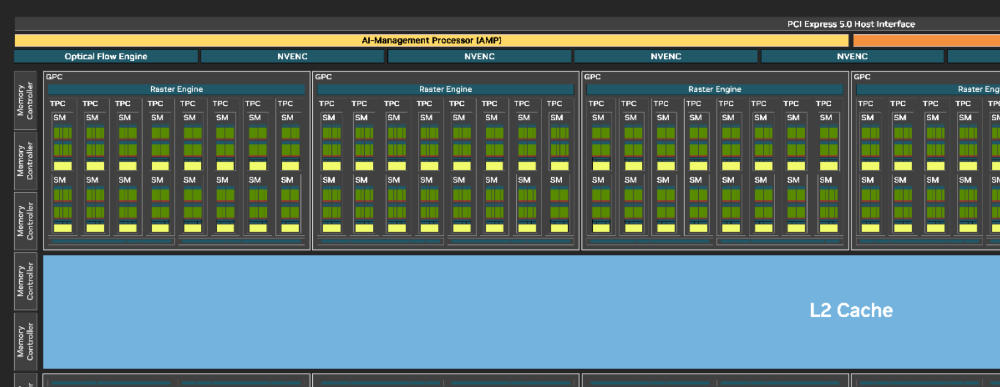 PCI Express 5.0 Host Interface
AI-Management Processor (AMP)
Optical Flow Engine NVENC NVENC NVENC NVENC
GPC GPC GPC GPC
Raster Engine Raster Engine Raster Engine Raster Eng
TPC TPC TPC TPC TPC TPC TPC TPC TPC TPC TPC TPC TPC TPC TPC TPC TPC TPC TPC TPC TPC TPC TPC TPC TPC TPC TPC TPC
SM SM SM SM SM SM SM SM SM SM SM SM SM SM SM SM SM SM SM SM SM SM SM SM SM SM SM SM
SM SM SM SM SM SM SM SM SM SM SM SM SM SM SM SM SM SM SM SM SM SM SM SM SM SM SM SM
Memory
Controller
Memory
Controller
Memory
Controller
Memory
Controller
Memory
Controller
L2 Cache